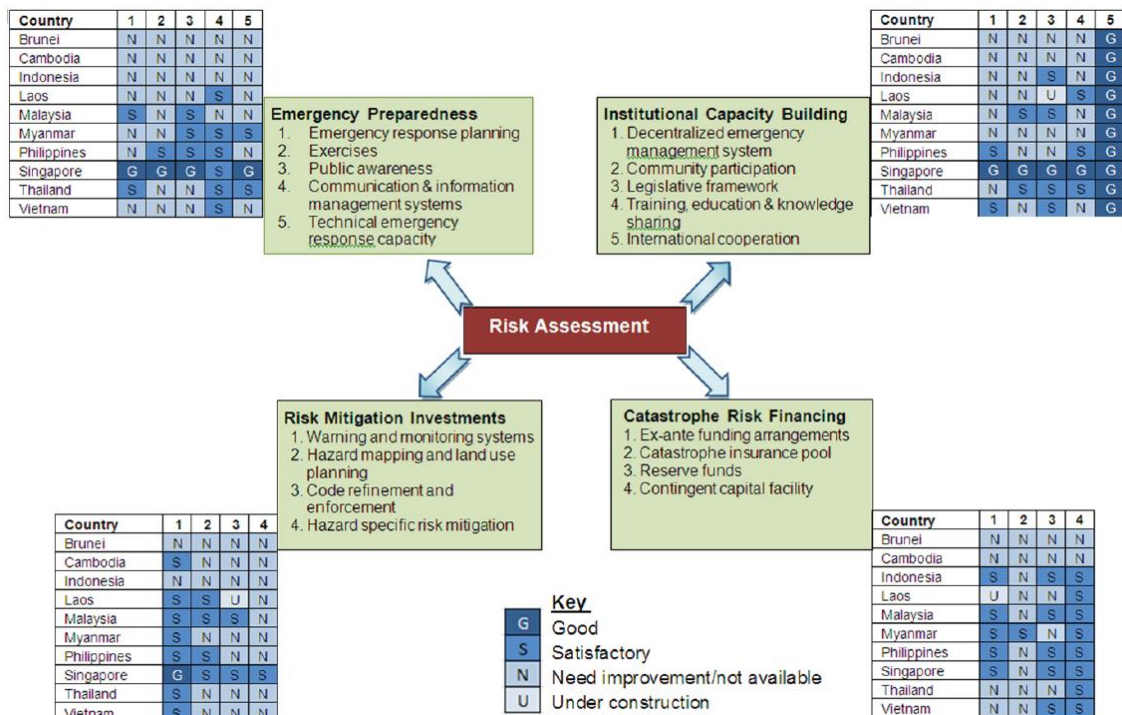 Country 1 2 3 4 5
Brunei N N N N N
Cambodia N N N N N
Indonesia N N N N N
Laos N N N S N
Malaysia S N S N N
Myanmar N N S S S
Philippines N S S S N
Singapore G G G S G
Thailand S N N S S
Vietnam N N N S N
Emergency Preparedness
1. Emergency response planning
2. Exercises
3. Public awareness
4. Communication & information
management systems
5. Technical emergency
response capacity
Institutional Capacity Building
1. Decentralized emergency
management system
2. Community participation
3. Legislative framework
4. Training, education & knowledge
sharing
5. International cooperation
Country 1 2 3 4 5
Brunei N N N N G
Cambodia N N N N G
Indonesia N N S N G
Laos N N U S G
Malaysia N S S N G
Myanmar N N N N G
Philippines S N N S G
Singapore G G G G G
Thailand N S S S G
Vietnam S N S N G
Risk Assessment
Risk Mitigation Investments
1. Warning and monitoring systems
2. Hazard mapping and land use
planning
3. Code refinement and
enforcement
4. Hazard specific risk mitigation
Catastrophe Risk Financing
1. Ex-ante funding arrangements
2. Catastrophe insurance pool
3. Reserve funds
4. Contingent capital facility
Country 1 2 3 4
Brunei N N N N
Cambodia S N N N
Indonesia N N N N
Laos S S U N
Malaysia S S S N
Myanmar S N N N
Philippines S S N N
Singapore G S S S
Thailand S N N N
Vietnam S N N N
Key
G Good
S Satisfactory
N Need improvement/not available
U Under construction
Country 1 2 3 4
Brunei N N N N
Cambodia N N N N
Indonesia S N S S
Laos U N N S
Malaysia S N S S
Myanmar S S N S
Philippines S N S S
Singapore S N S S
Thailand N N N S
Vietnam N N S S